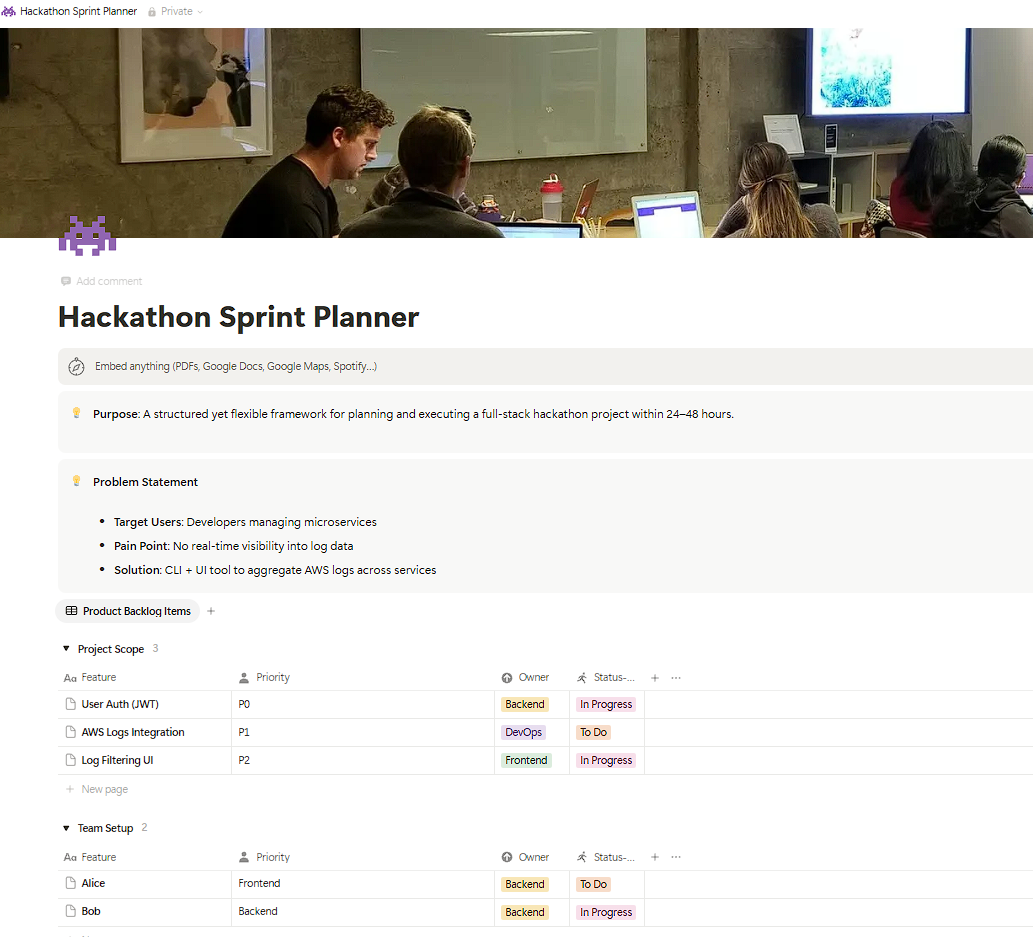 Hackathon Sprint Planner Private
Add comment
Hackathon Sprint Planner
Embed anything (PDFs, Google Docs, Google Maps, Spotify...)
Purpose: A structured yet flexible framework for planning and executing a full-stack hackathon project within 24–48 hours.
Problem Statement
• Target Users: Developers managing microservices
• Pain Point: No real-time visibility into log data
• Solution: CLI + UI tool to aggregate AWS logs across services
Product Backlog Items +
Project Scope 3
Aa Feature Priority Owner Status-... + ...
User Auth (JWT) P0 Backend In Progress
AWS Logs Integration P1 DevOps To Do
Log Filtering UI P2 Frontend In Progress
+ New page
Team Setup 2
Aa Feature Priority Owner Status-... + ...
Alice Frontend Backend To Do
Bob Backend Backend In Progress